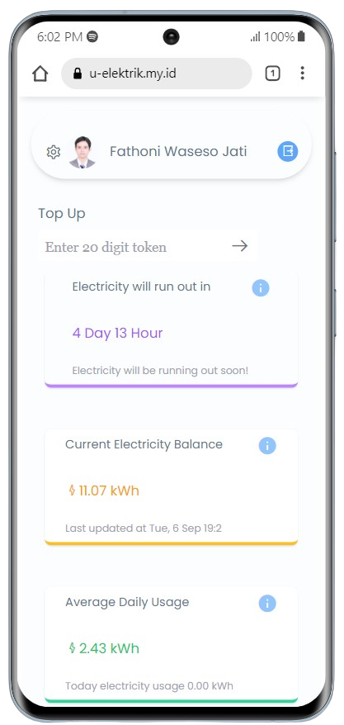 6:02 PM 100%
u-elektrik.my.id 1
Fathoni Waseso Jati
Top Up
Enter 20 digit token
Electricity will run out in
4 Day 13 Hour
Electricity will be running out soon!
Current Electricity Balance
11.07 kWh
Last updated at Tue, 6 Sep 19:2
Average Daily Usage
2.43 kWh
Today electricity usage 0.00 kWh